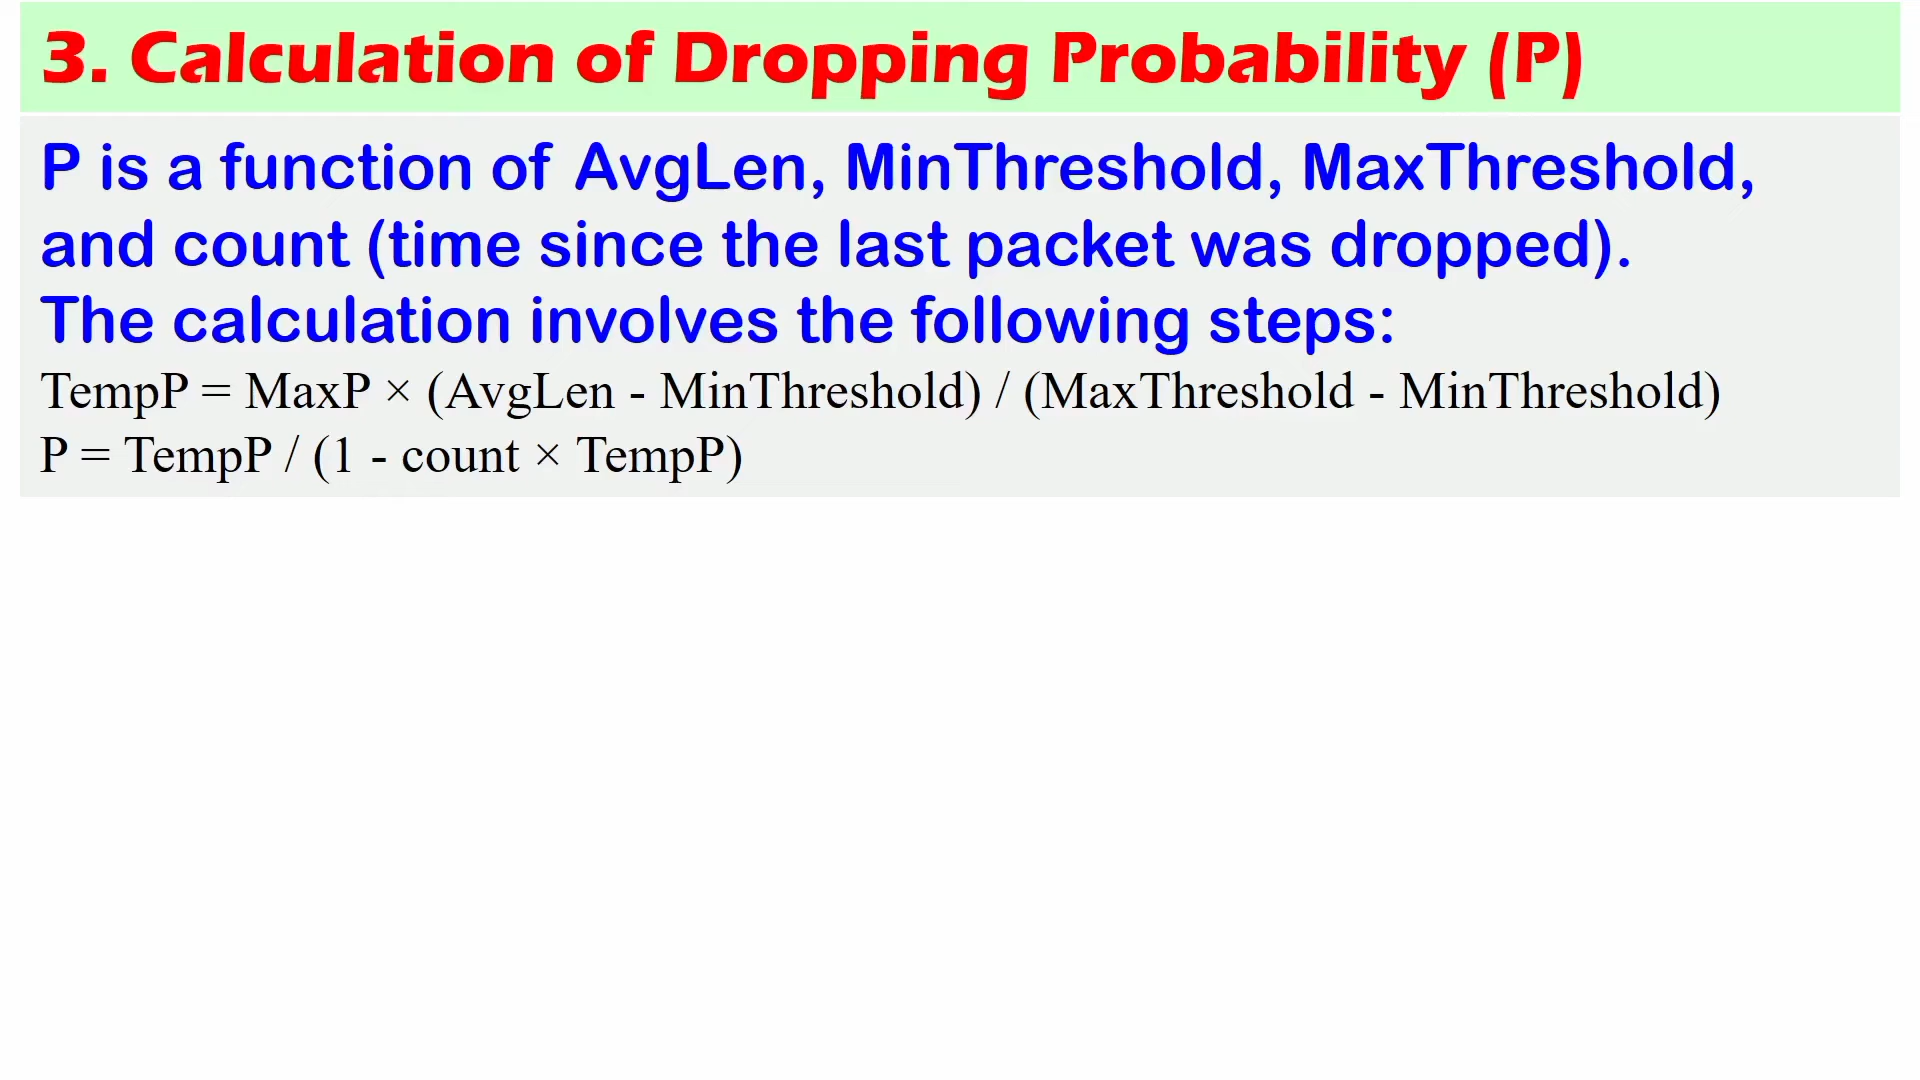 3. Calculation of Dropping Probability (P)
P is a function of AvgLen, MinThreshold, MaxThreshold,
and count (time since the last packet was dropped).
The calculation involves the following steps:
TempP = MaxP × (AvgLen - MinThreshold) / (MaxThreshold - MinThreshold)
P = TempP / (1 - count × TempP)